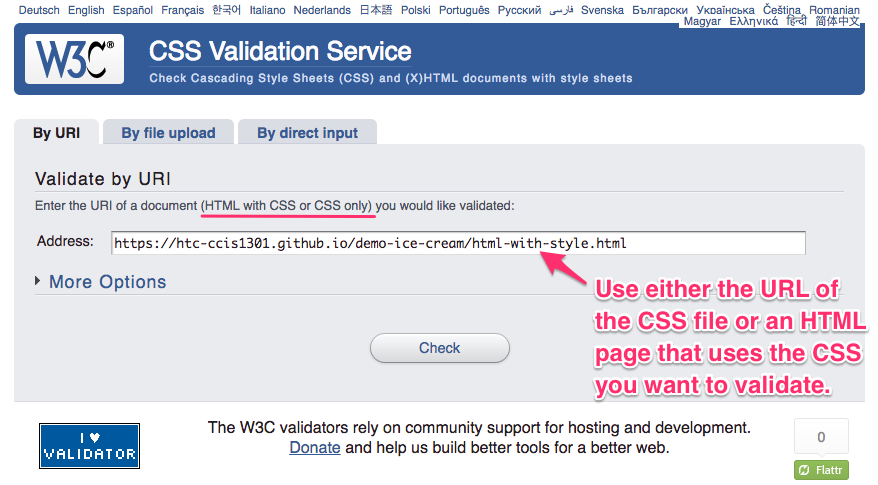 Deutsch English Español Français 한국어 Italiano Nederlands 日本語 Polski Português Русский فارسی Svenska Български Українська Čeština Romanian
Magyar Ελληνικά हिन्दी 简体中文
W3C®
CSS Validation Service
Check Cascading Style Sheets (CSS) and (X)HTML documents with style sheets
By URI By file upload By direct input
Validate by URI
Enter the URI of a document (HTML with CSS or CSS only) you would like validated:
Address: https://htc-ccis1301.github.io/demo-ice-cream/html-with-style.html
More Options
Use either the URL of
the CSS file or an HTML
page that uses the CSS
you want to validate.
Check
I ♥
VALIDATOR
The W3C validators rely on community support for hosting and development.
Donate and help us build better tools for a better web.
0
Flattr